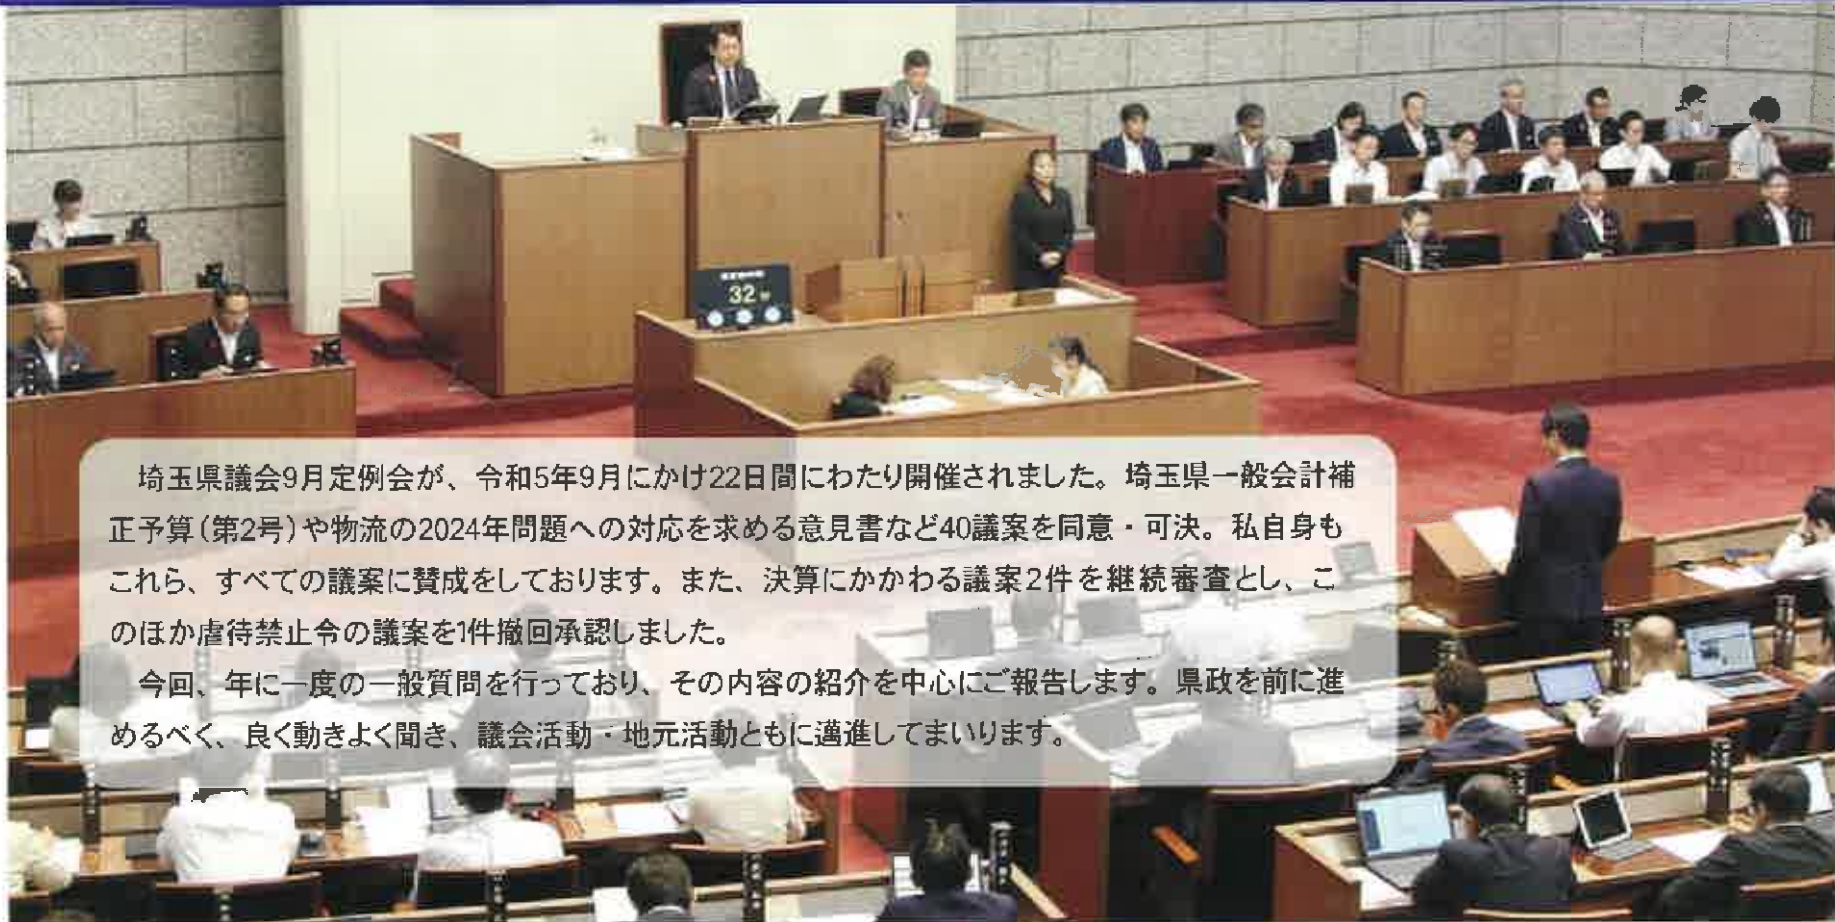 32
埼玉県議会9月定例会が、令和5年9月にかけ22日間にわたり開催されました。埼玉県一般会計補
正予算(第2号)や物流の2024年問題への対応を求める意見書など40議案を同意・可決。私自身も
これら、すべての議案に賛成をしております。また、決算にかかわる議案2件を継続審査とし、こ
のほか虐待禁止令の議案を1件撤回承認しました。
今回、年に一度の一般質問を行っており、その内容の紹介を中心にご報告します。県政を前に進
めるべく、良く動きよく聞き、議会活動・地元活動ともに邁進してまいります。